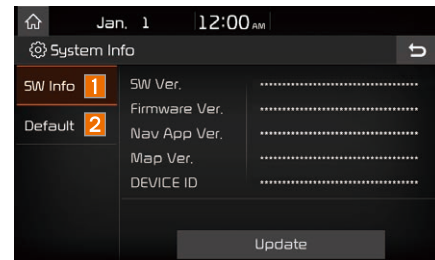 Jan. 1 12:00 AM
System Info
SW Info 1
Default 2
SW Ver. ••••••••••••••••••••••••••••••••••••
Firmware Ver. ••••••••••••••••••••••••••••••••••••
Nav App Ver. ••••••••••••••••••••••••••••••••••••
Map Ver. ••••••••••••••••••••••••••••••••••••
DEVICE ID ••••••••••••••••••••••••••••••••••••
Update